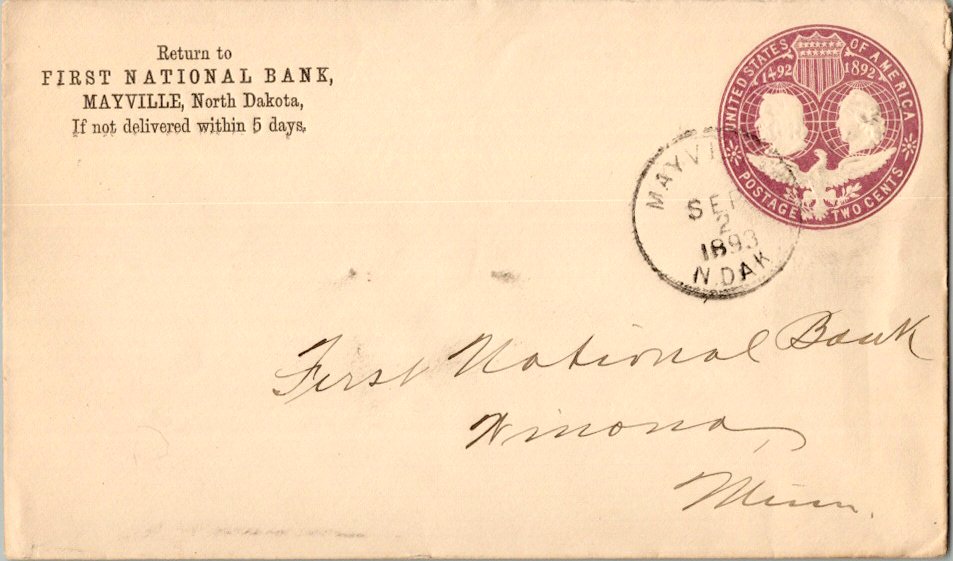 Return to
FIRST NATIONAL BANK,
MAYVILLE, North Dakota,
If not delivered within 5 days.
UNITED STATES OF AMERICA
1492 1892
POSTAGE TWO CENTS
MAYVI
SEP
2
1893
N.DAK
First National Bank
Winona,
Minn.